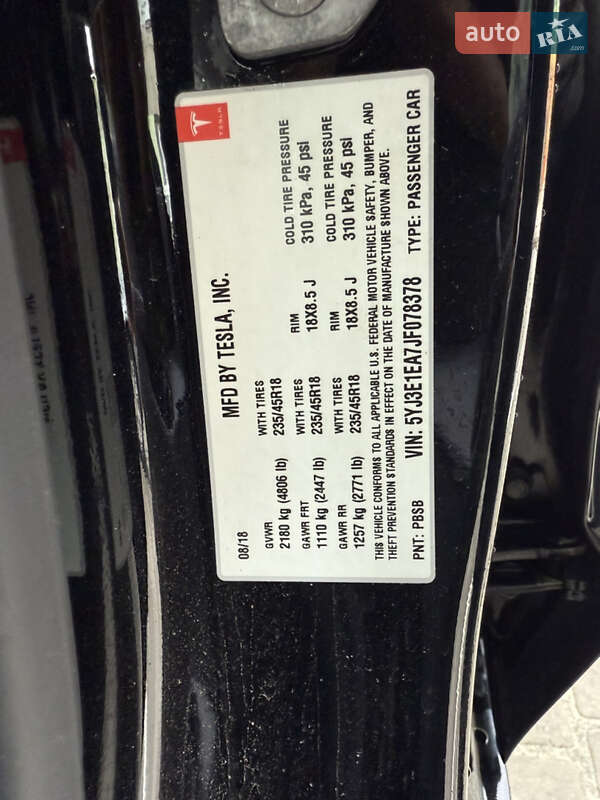 auto RIA
.com
TESLA
MFD BY TESLA, INC.
08/18
GVWR WITH TIRES RIM COLD TIRE PRESSURE
2180 kg (4806 lb) 235/45R18 18X8.5 J 310 kPa, 45 psi
GAWR FRT WITH TIRES
1110 kg (2447 lb) 235/45R18
GAWR RR WITH TIRES RIM COLD TIRE PRESSURE
1257 kg (2771 lb) 235/45R18 18X8.5 J 310 kPa, 45 psi
THIS VEHICLE CONFORMS TO ALL APPLICABLE U.S. FEDERAL MOTOR VEHICLE SAFETY, BUMPER, AND
THEFT PREVENTION STANDARDS IN EFFECT ON THE DATE OF MANUFACTURE SHOWN ABOVE.
PNT: PBSB VIN: 5YJ3E1EA7JF078378 TYPE: PASSENGER CAR